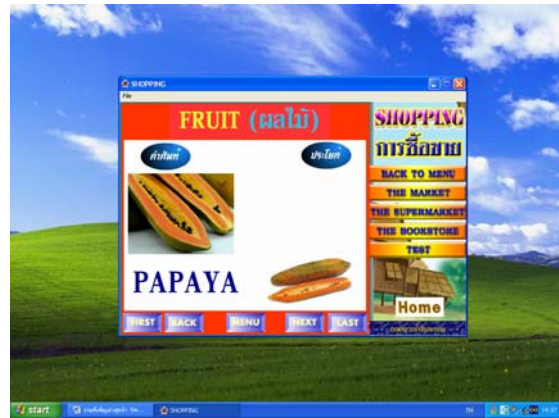 SHOPPING
File
FRUIT (ผลไม้)
คำศัพท์
ประโยค
PAPAYA
FIRST
BACK
MENU
NEXT
LAST
SHOPPING
การซื้อขาย
BACK TO MENU
THE MARKET
THE SUPERMARKET
THE BOOKSTORE
TEST
Home
start
SHOPPING
TH